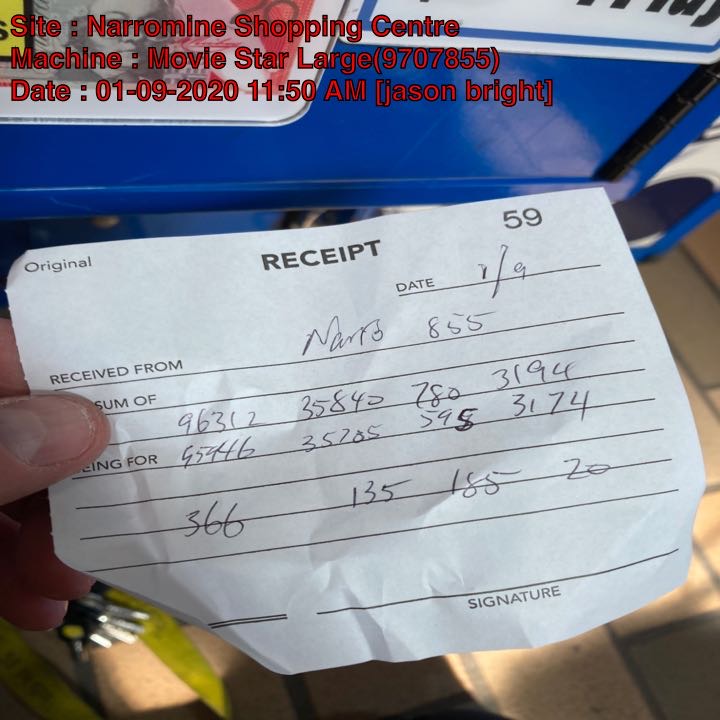 Site : Narromine Shopping Centre
Machine : Movie Star Large(9707855)
Date : 01-09-2020 11:50 AM [jason bright]
59
Original RECEIPT
DATE 1/9
RECEIVED FROM Narro 855
SUM OF 96312 35840 780 3194
EING FOR 95446 35705 595 3174
366 135 185 20
SIGNATURE